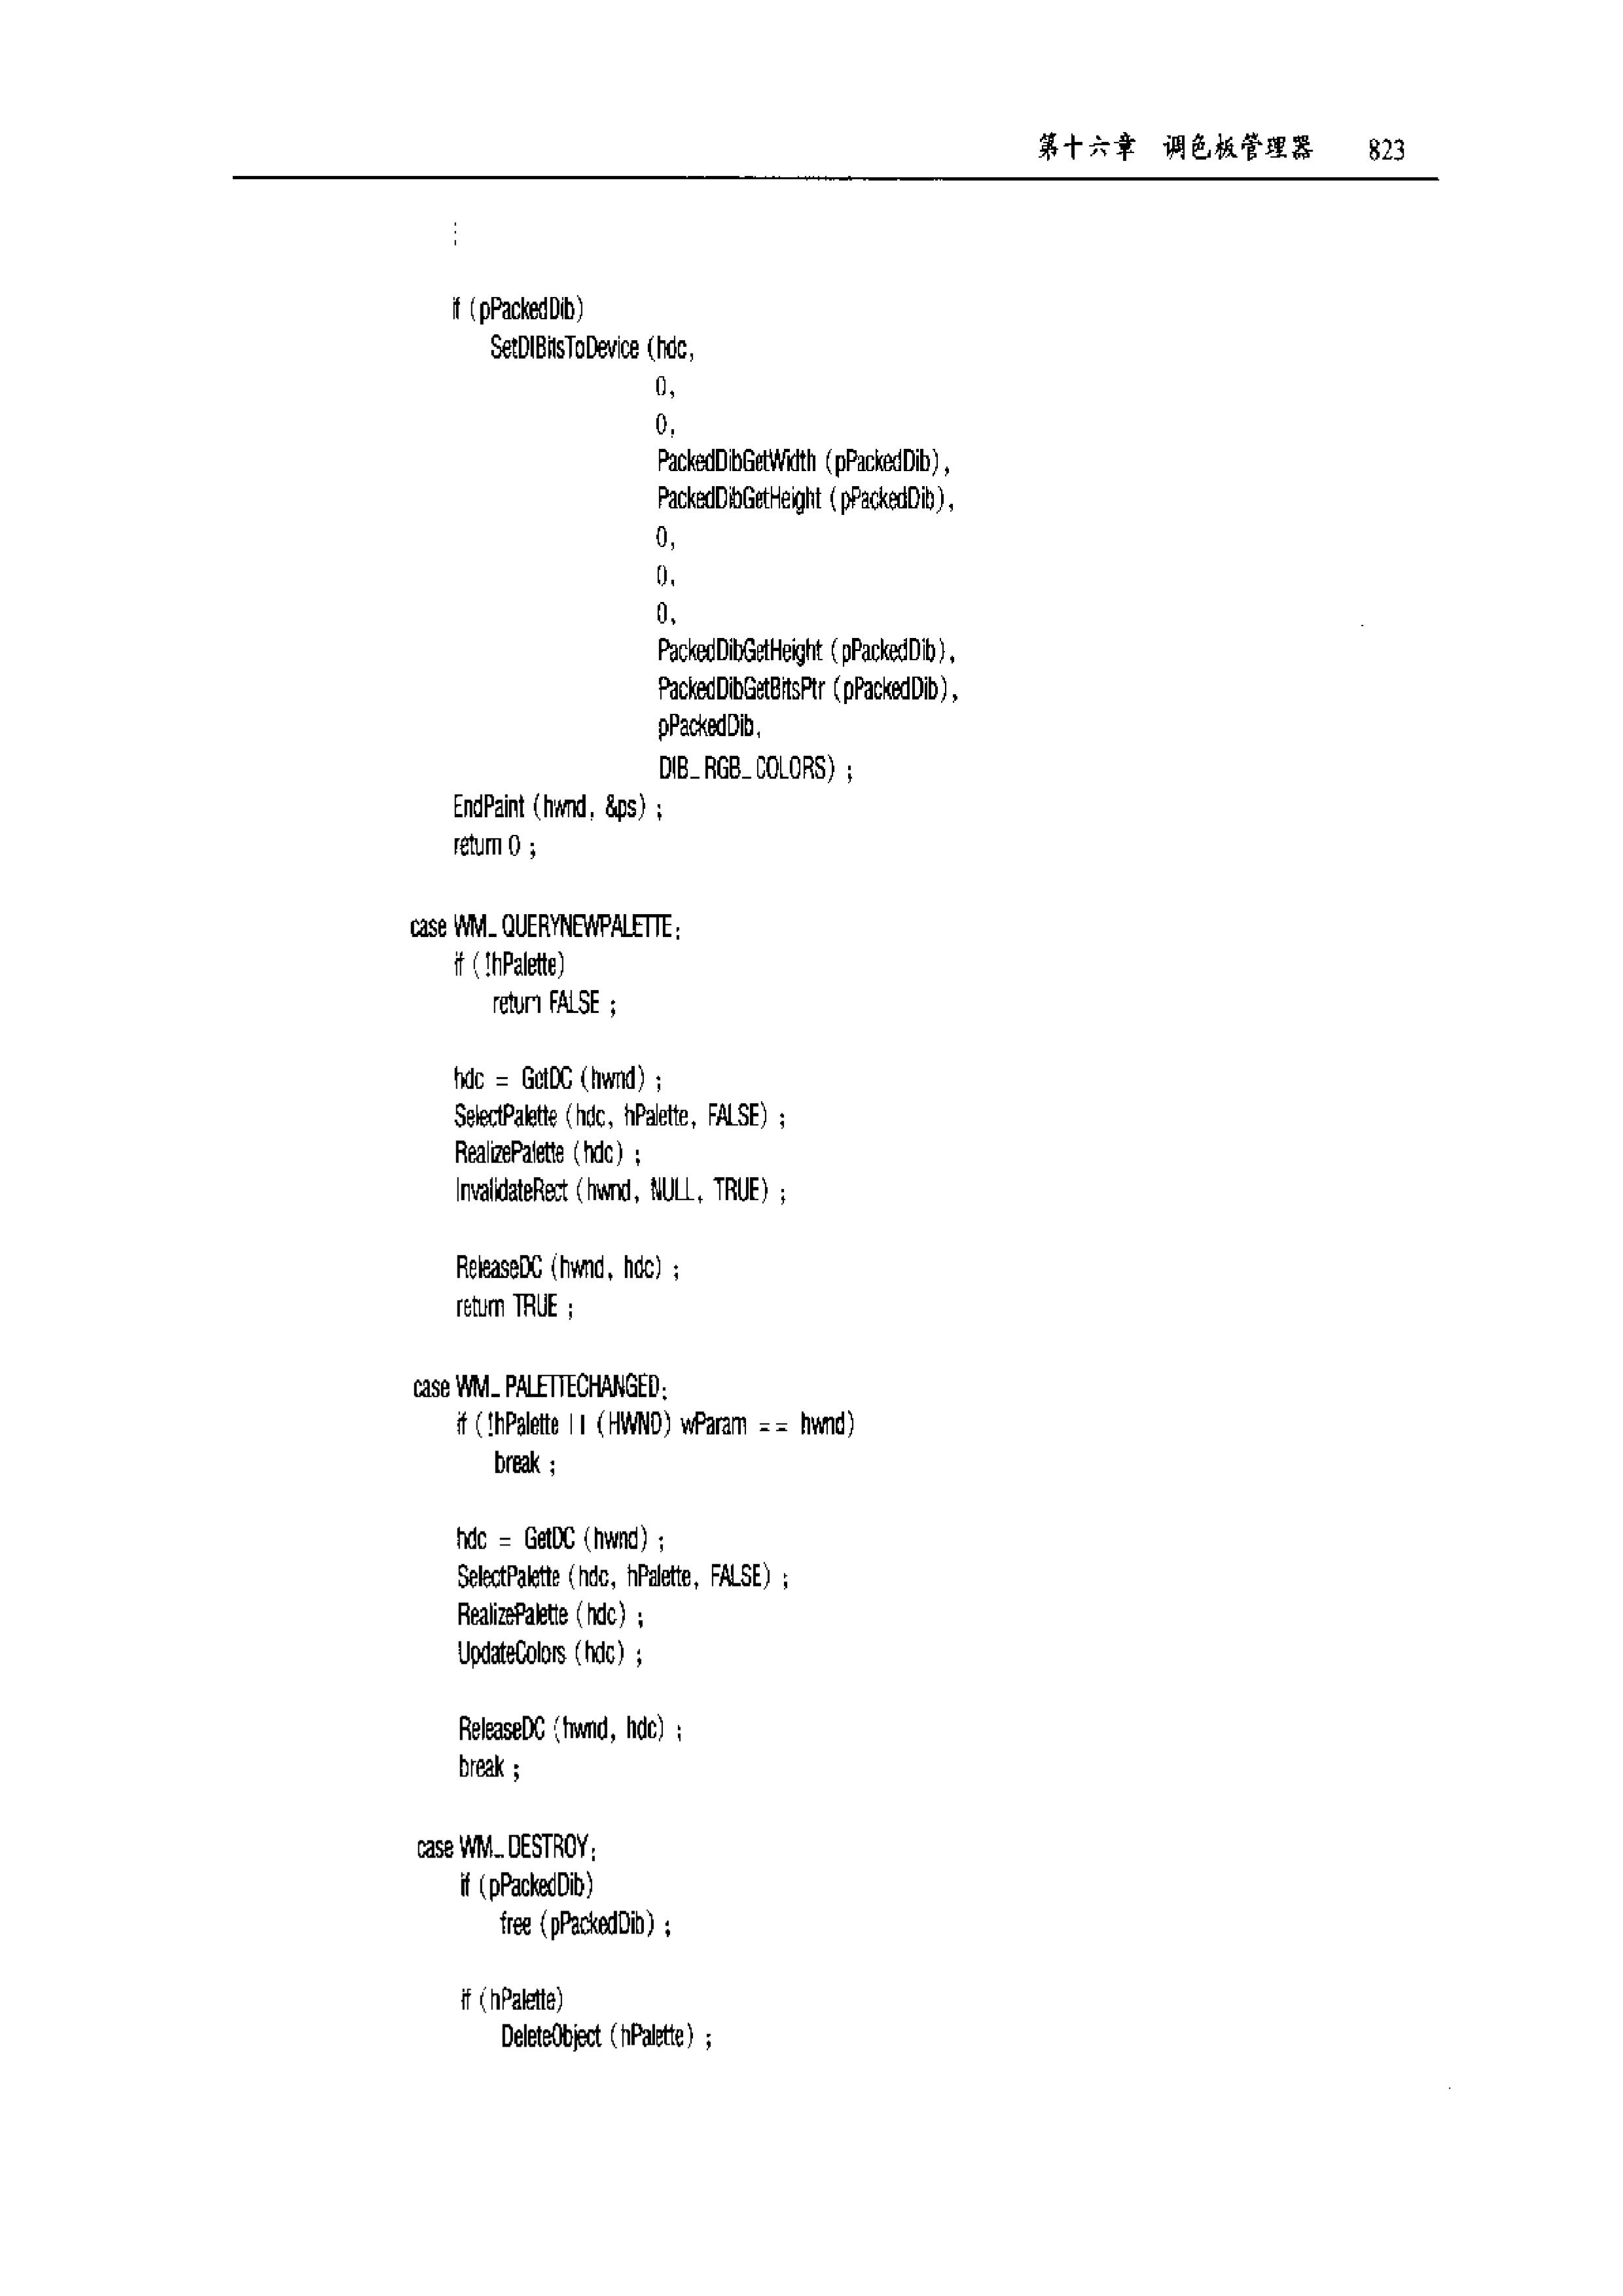 第十六章 调色板管理器 823
⋮
if (pPackedDib)
SetDIBitsToDevice (hdc,
0,
0,
PackedDibGetWidth (pPackedDib),
PackedDibGetHeight (pPackedDib),
0,
0,
0,
PackedDibGetHeight (pPackedDib),
PackedDibGetBitsPtr (pPackedDib),
pPackedDib,
DIB_RGB_COLORS) ;
EndPaint (hwnd, &ps) ;
return 0 ;
case WM_QUERYNEWPALETTE:
if (!hPalette)
return FALSE ;
hdc = GetDC (hwnd) ;
SelectPalette (hdc, hPalette, FALSE) ;
RealizePalette (hdc) ;
InvalidateRect (hwnd, NULL, TRUE) ;
ReleaseDC (hwnd, hdc) ;
return TRUE ;
case WM_PALETTECHANGED:
if (!hPalette || (HWND) wParam == hwnd)
break ;
hdc = GetDC (hwnd) ;
SelectPalette (hdc, hPalette, FALSE) ;
RealizePalette (hdc) ;
UpdateColors (hdc) ;
ReleaseDC (hwnd, hdc) ;
break ;
case WM_DESTROY:
if (pPackedDib)
free (pPackedDib) ;
if (hPalette)
DeleteObject (hPalette) ;